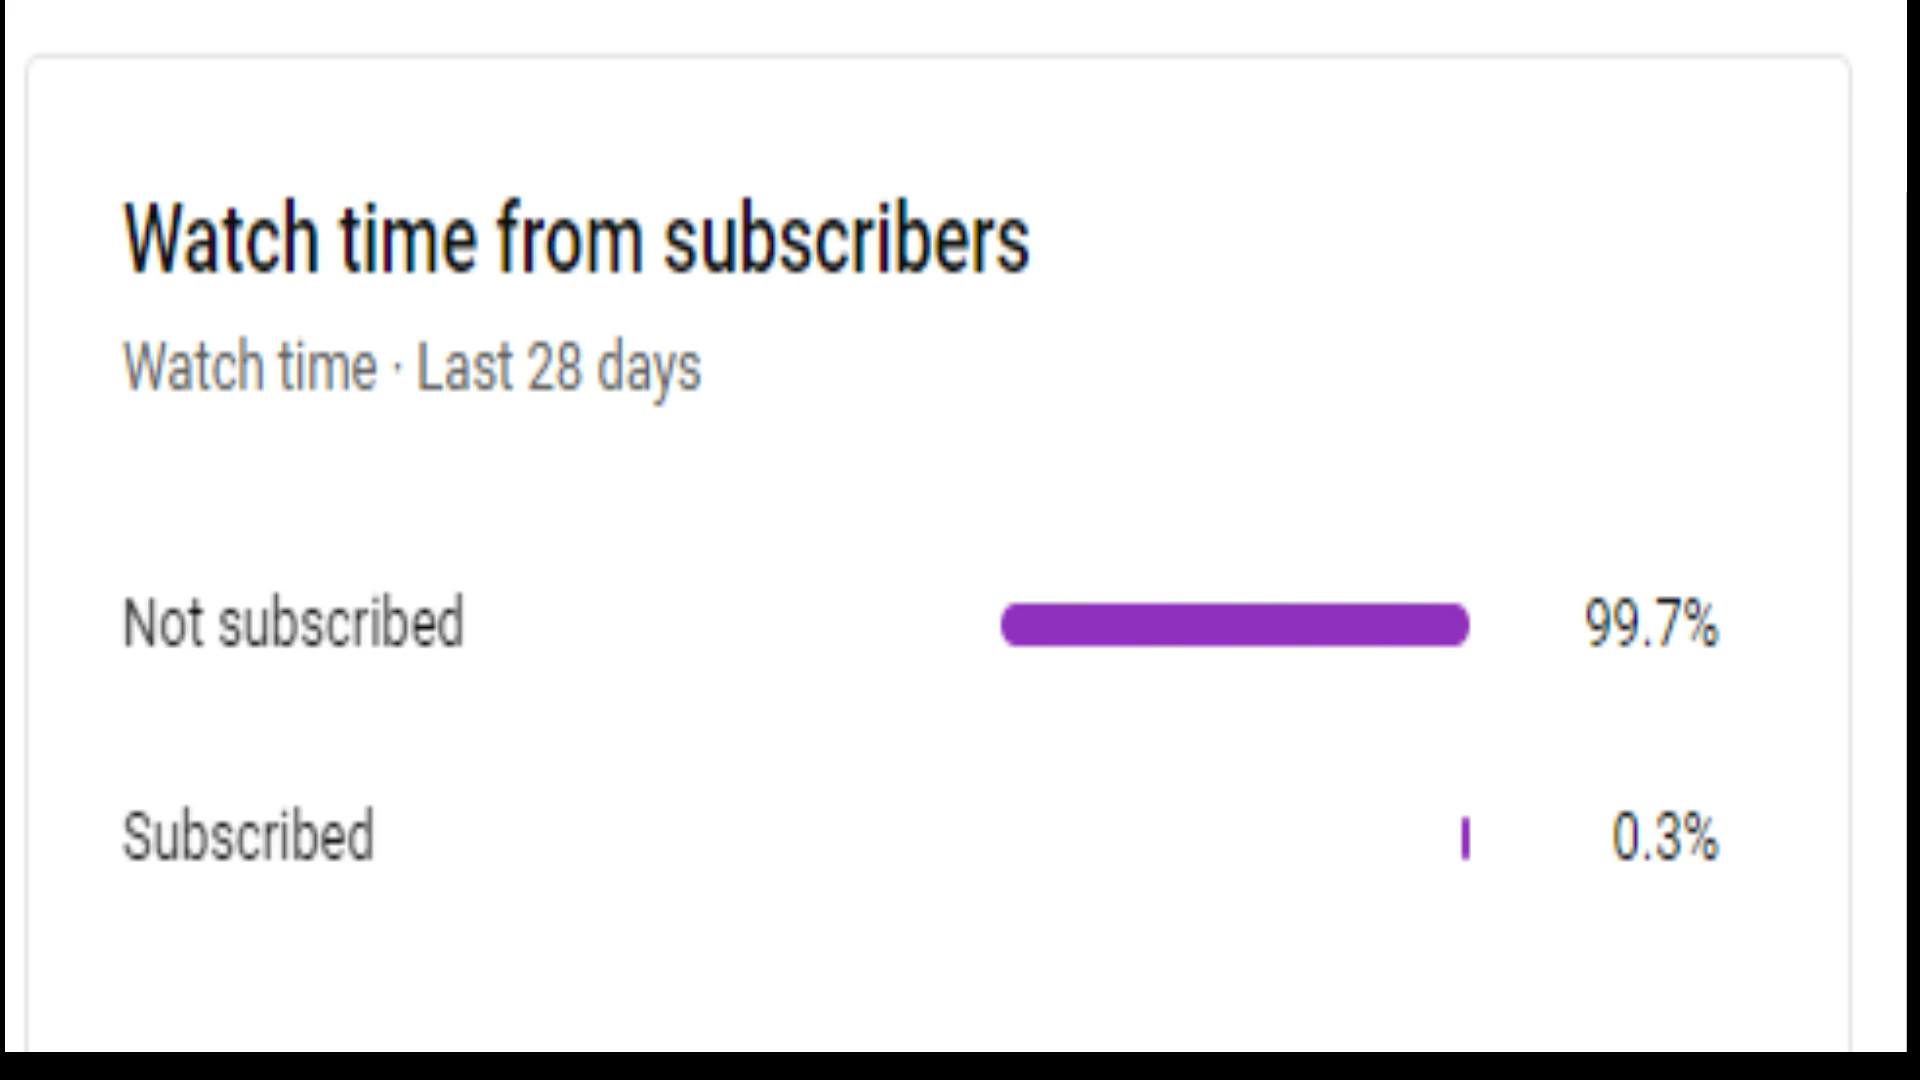 Watch time from subscribers
Watch time · Last 28 days
Not subscribed 99.7%
Subscribed 0.3%